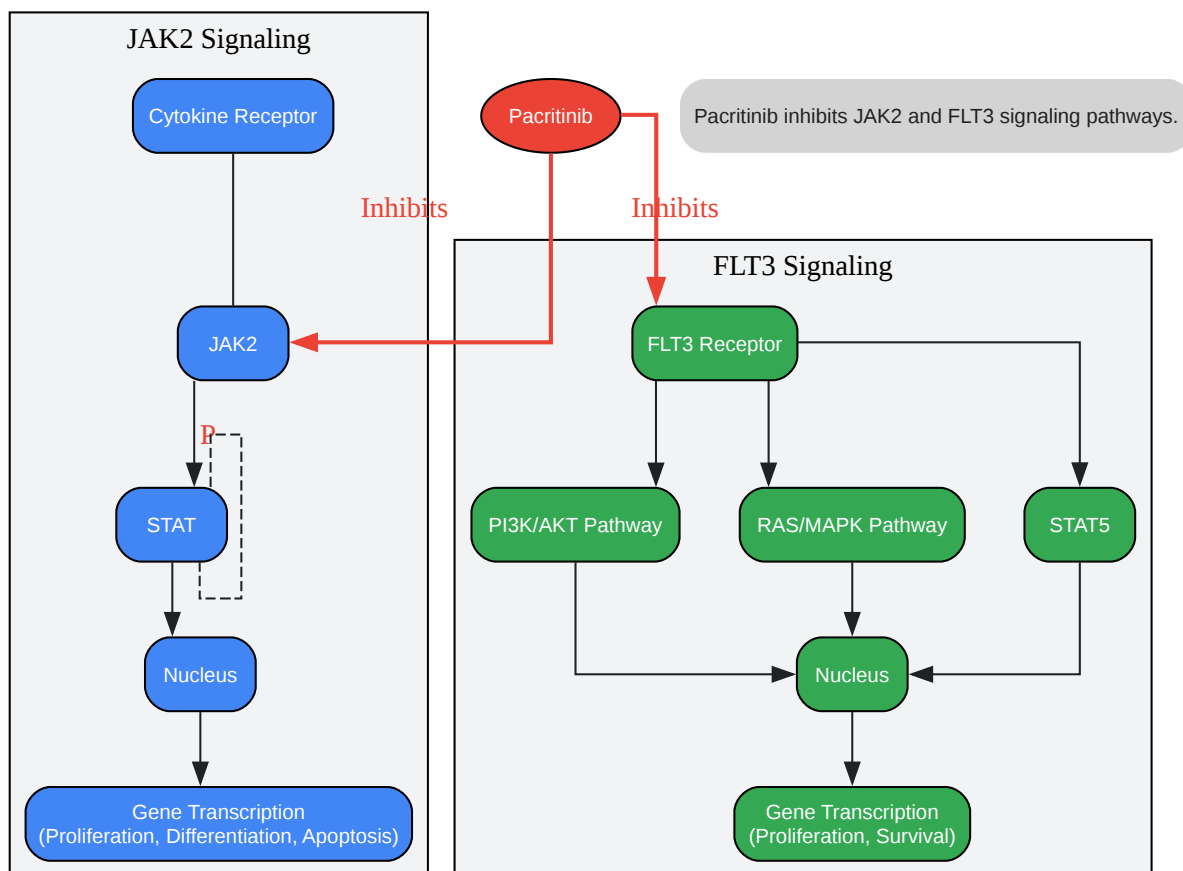 JAK2 Signaling
Cytokine Receptor
Pacritinib
Pacritinib inhibits JAK2 and FLT3 signaling pathways.
Inhibits
Inhibits
FLT3 Signaling
JAK2
FLT3 Receptor
P
STAT
PI3K/AKT Pathway
RAS/MAPK Pathway
STAT5
Nucleus
Nucleus
Gene Transcription
(Proliferation, Differentiation, Apoptosis)
Gene Transcription
(Proliferation, Survival)